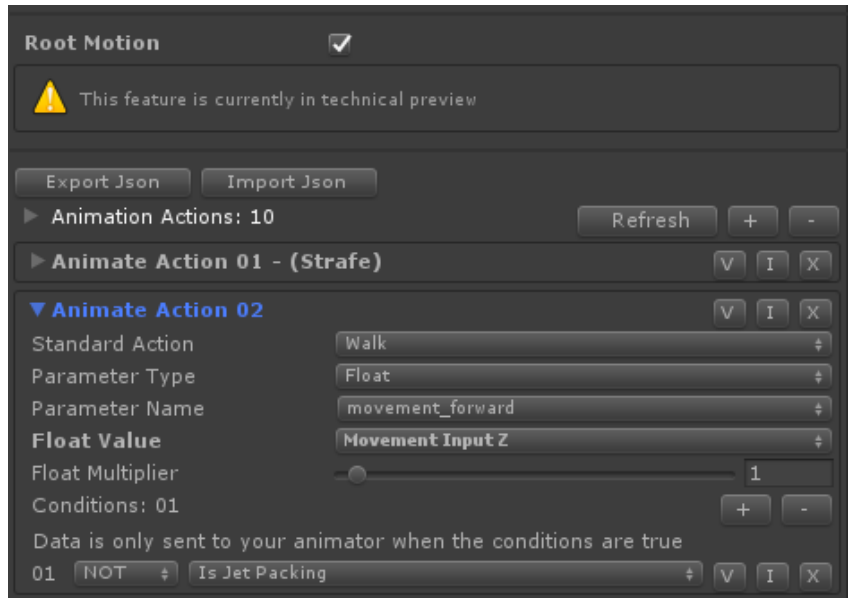 Root Motion
This feature is currently in technical preview
Export Json Import Json
Animation Actions: 10 Refresh + -
Animate Action 01 - (Strafe) V I X
Animate Action 02 V I X
Standard Action Walk
Parameter Type Float
Parameter Name movement_forward
Float Value Movement Input Z
Float Multiplier 1
Conditions: 01 + -
Data is only sent to your animator when the conditions are true
01 NOT Is Jet Packing V I X